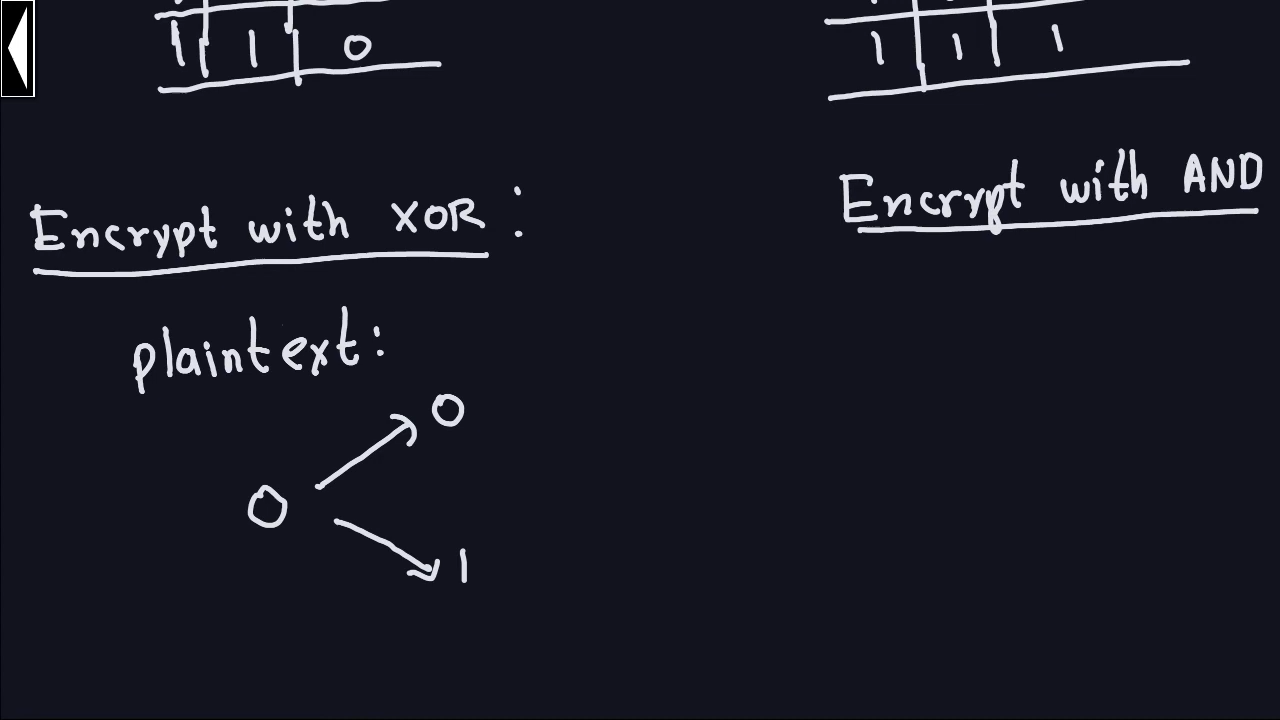 1 1 0
1 1 1
Encrypt with XOR :
Encrypt with AND
plaintext:
0
0
1